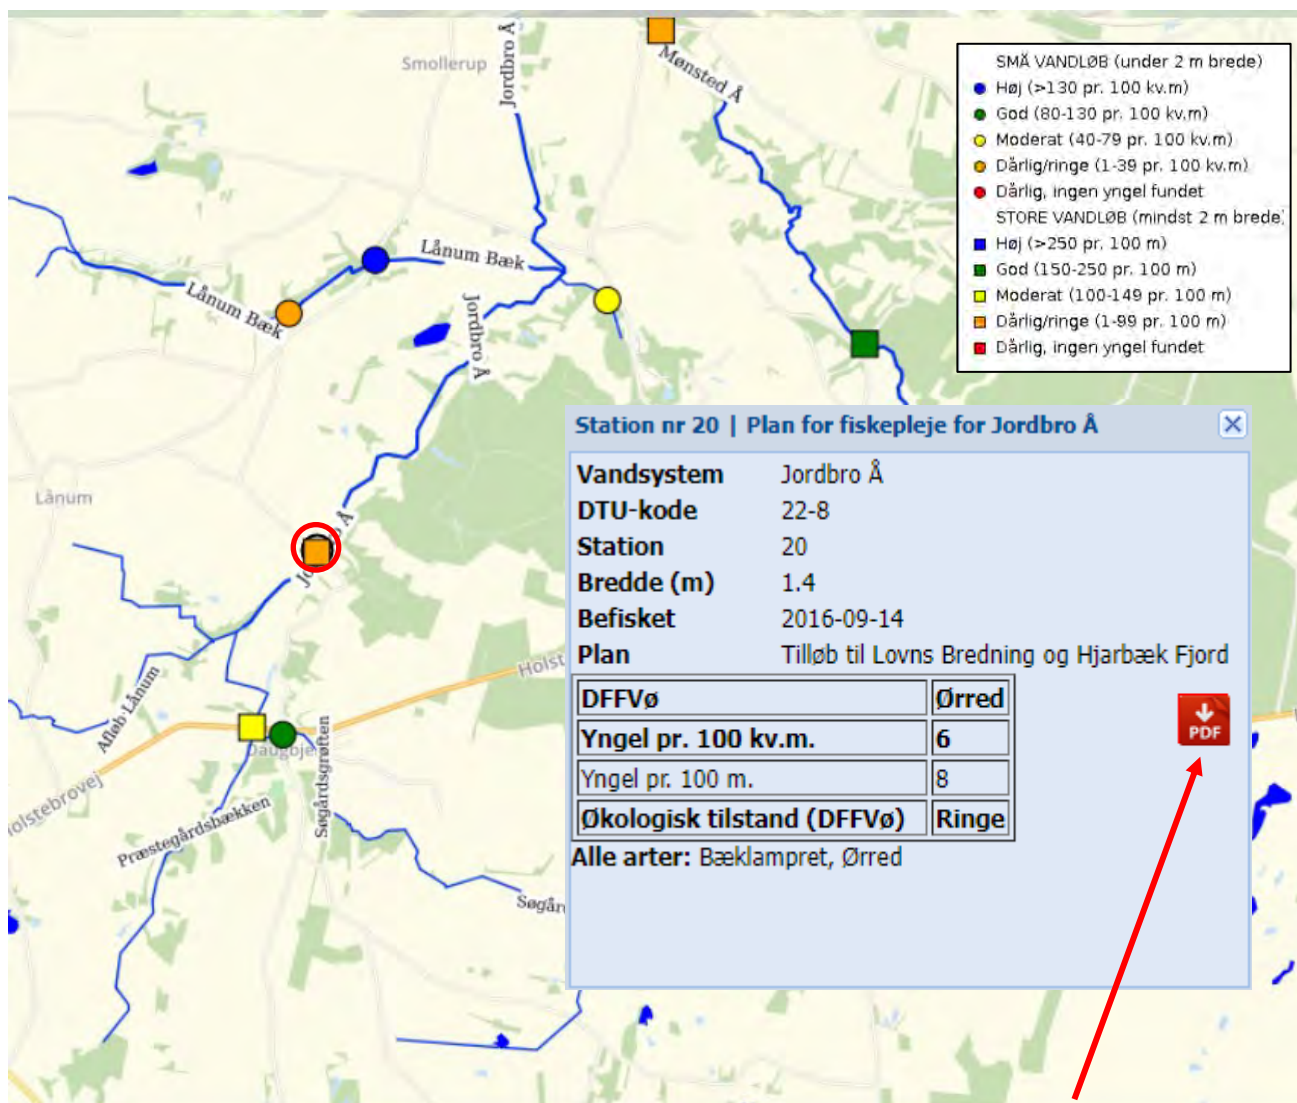 Smollerup
Jordbro Å
Mønsted Å
SMÅ VANDLØB (under 2 m brede)
Høj (>130 pr. 100 kv.m)
God (80-130 pr. 100 kv.m)
Moderat (40-79 pr. 100 kv.m)
Dårlig/ringe (1-39 pr. 100 kv.m)
Dårlig, ingen yngel fundet
STORE VANDLØB (mindst 2 m brede)
Høj (>250 pr. 100 m)
God (150-250 pr. 100 m)
Moderat (100-149 pr. 100 m)
Dårlig/ringe (1-99 pr. 100 m)
Dårlig, ingen yngel fundet
Lånum Bæk
Lånum Bæk
Jordbro Å
Station nr 20 | Plan for fiskepleje for Jordbro Å
Vandsystem Jordbro Å
DTU-kode 22-8
Station 20
Bredde (m) 1.4
Befisket 2016-09-14
Plan Tilløb til Lovns Bredning og Hjarbæk Fjord
DFFVø Ørred
Yngel pr. 100 kv.m. 6
Yngel pr. 100 m. 8
Økologisk tilstand (DFFVø) Ringe
Alle arter: Bæklampret, Ørred
PDF
Lånum
Jo ro Å
Holst
Afløb Lånum
Daugbje
Søgårdsgrøften
olstebrovej
Præstegårdsbækken
Søgår